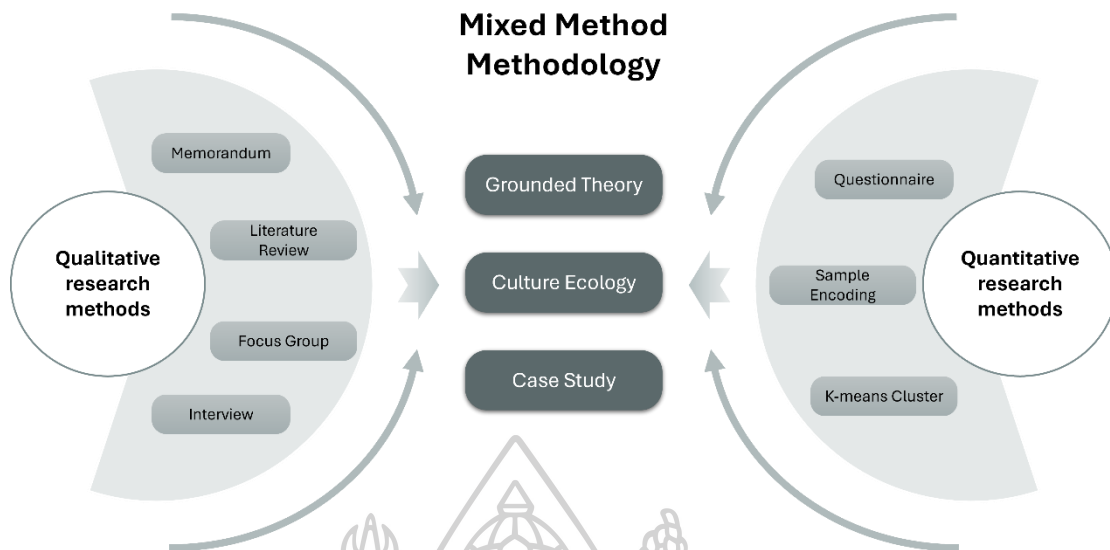 Mixed Method
Methodology
Memorandum
Literature
Review
Qualitative
research
methods
Focus Group
Interview
Grounded Theory
Culture Ecology
Case Study
Questionnaire
Sample
Encoding
Quantitative
research
methods
K-means Cluster